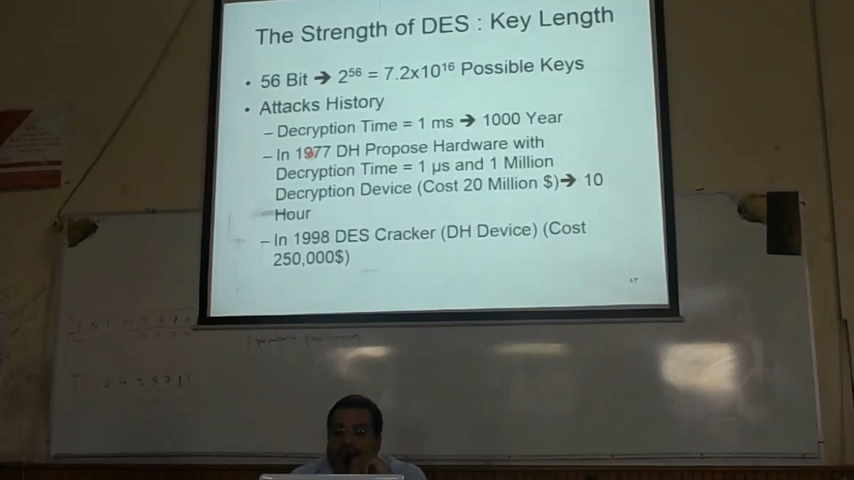 The Strength of DES : Key Length
• 56 Bit ➔ 2⁵⁶ = 7.2x10¹⁶ Possible Keys
• Attacks History
– Decryption Time = 1 ms ➔ 1000 Year
– In 1977 DH Propose Hardware with
Decryption Time = 1 µs and 1 Million
Decryption Device (Cost 20 Million $)➔ 10
Hour
– In 1998 DES Cracker (DH Device) (Cost
250,000$)
٨٣